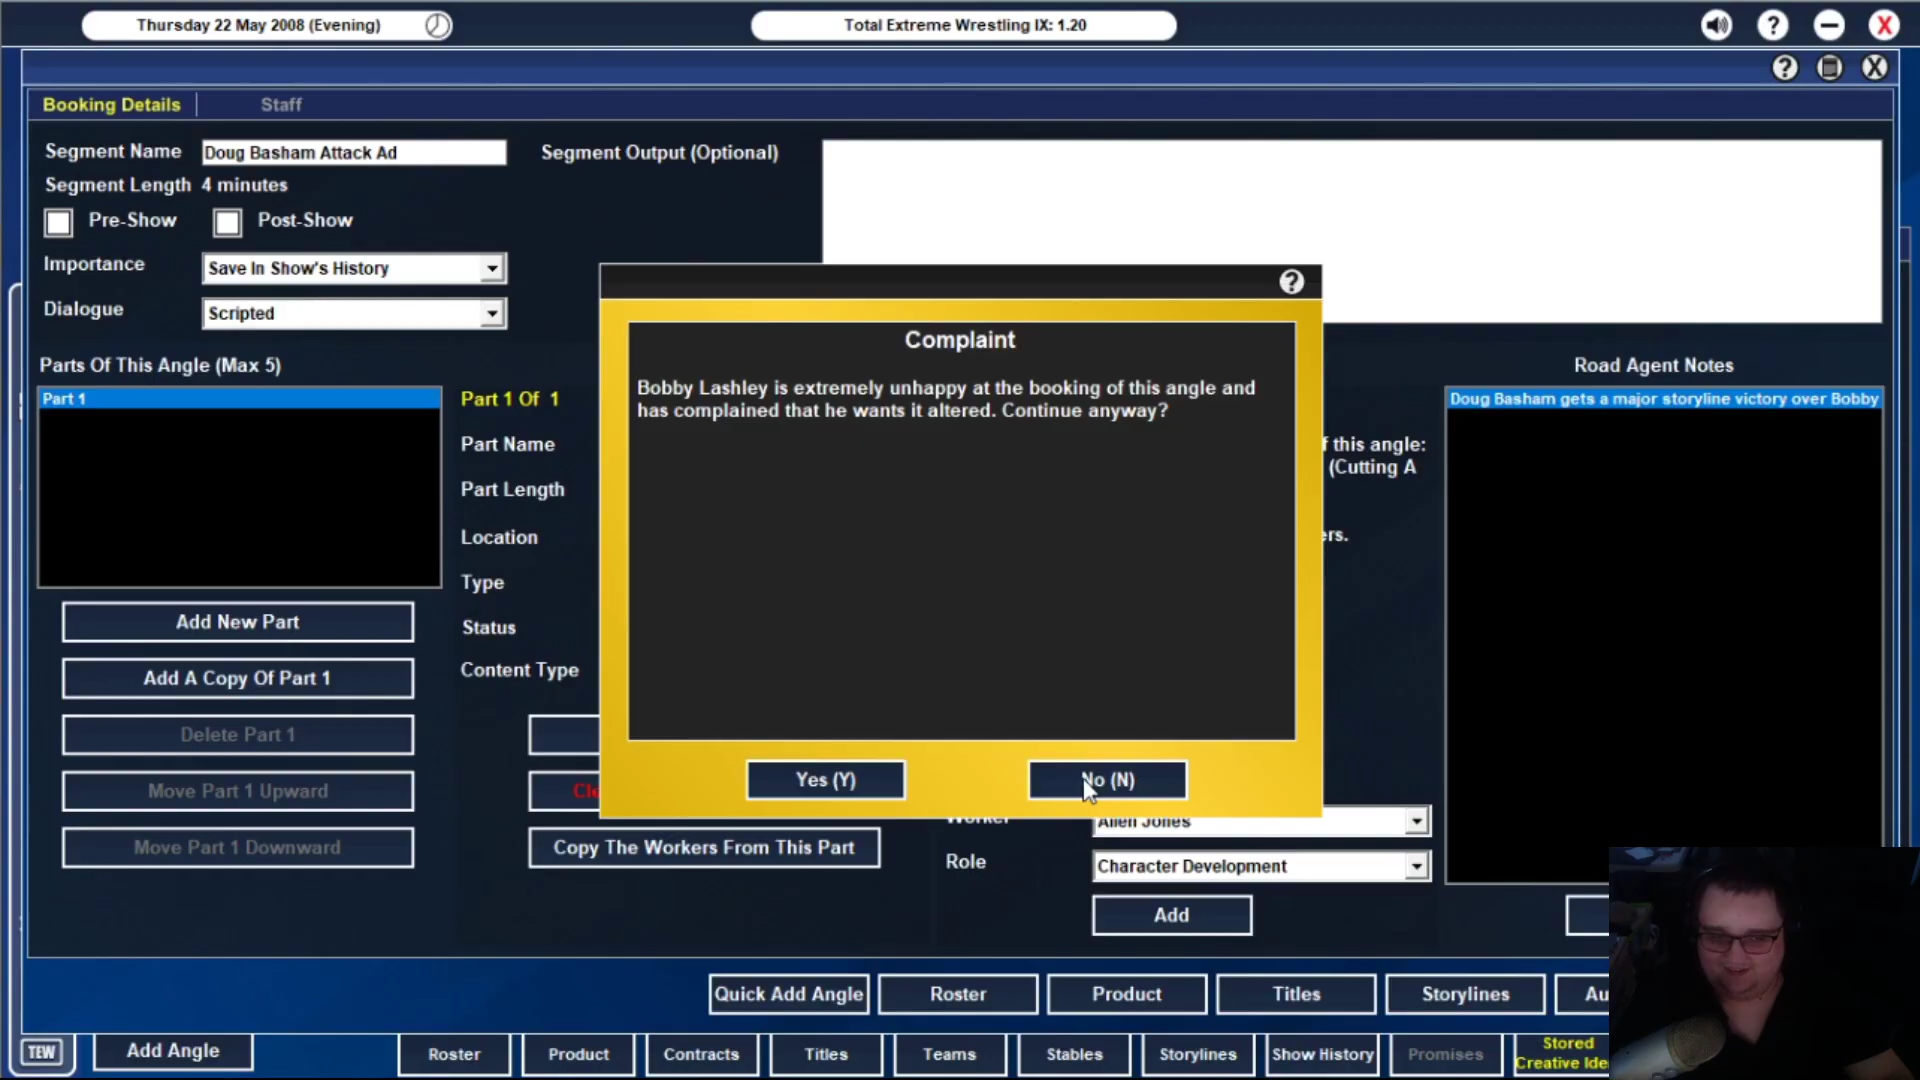 Thursday 22 May 2008 (Evening)
Total Extreme Wrestling IX: 1.20
?
X
?
X
Booking Details
Staff
Segment Name
Doug Basham Attack Ad
Segment Output (Optional)
Segment Length 4 minutes
Pre-Show
Post-Show
Importance
Save In Show's History
Dialogue
Scripted
Parts Of This Angle (Max 5)
Part 1
Add New Part
Add A Copy Of Part 1
Delete Part 1
Move Part 1 Upward
Move Part 1 Downward
Part 1 Of 1
Part Name
Part Length
Location
Type
Status
Content Type
Cle
Copy The Workers From This Part
?
Complaint
Bobby Lashley is extremely unhappy at the booking of this angle and
has complained that he wants it altered. Continue anyway?
Yes (Y)
No (N)
f this angle:
(Cutting A
ers.
Worker
Allen Jones
Role
Character Development
Add
Road Agent Notes
Doug Basham gets a major storyline victory over Bobby
Quick Add Angle
Roster
Product
Titles
Storylines
Au
TEW
Add Angle
Roster
Product
Contracts
Titles
Teams
Stables
Storylines
Show History
Promises
Stored
Creative Ide